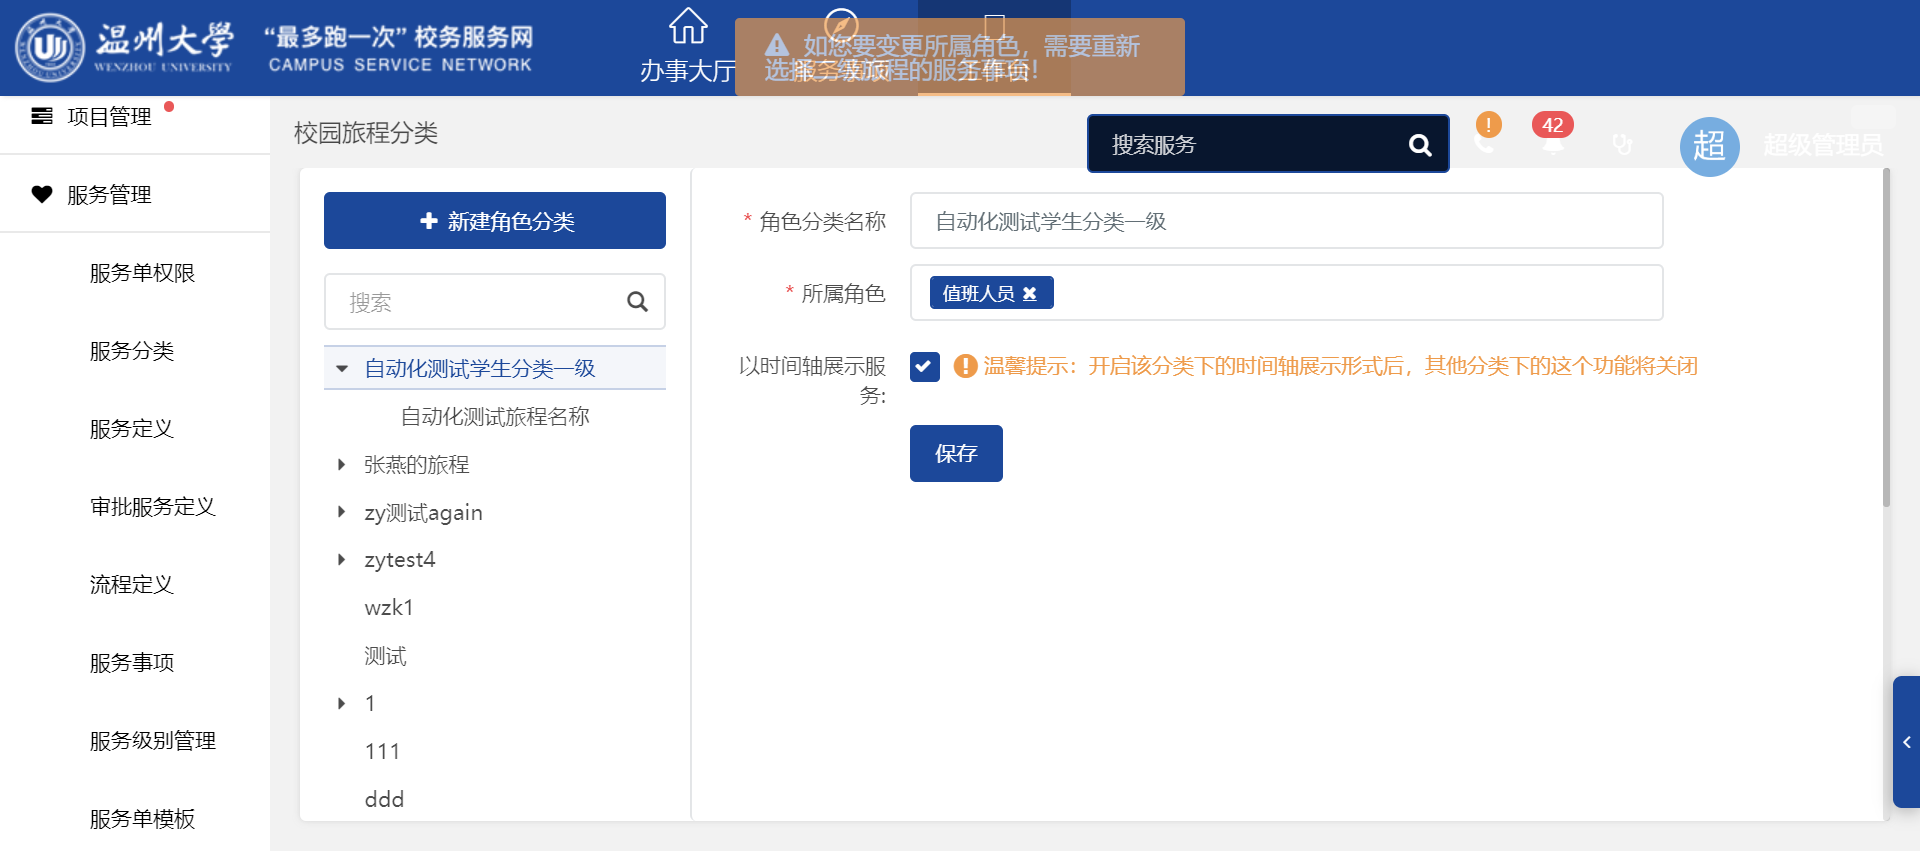 温州大学
WENZHOU UNIVERSITY
“最多跑一次” 校务服务网
CAMPUS SERVICE NETWORK
办事大厅
服务事项
工作台
如您要变更所属角色，需要重新
选择二级旅程的服务事项！
项目管理
服务管理
服务单权限
服务分类
服务定义
审批服务定义
流程定义
服务事项
服务级别管理
服务单模板
校园旅程分类
搜索服务
!
42
超
超级管理员
新建角色分类
搜索
自动化测试学生分类一级
自动化测试旅程名称
张燕的旅程
zy测试again
zytest4
wzk1
测试
1
111
ddd
* 角色分类名称
自动化测试学生分类一级
* 所属角色
值班人员
以时间轴展示服
务:
温馨提示：开启该分类下的时间轴展示形式后，其他分类下的这个功能将关闭
保存